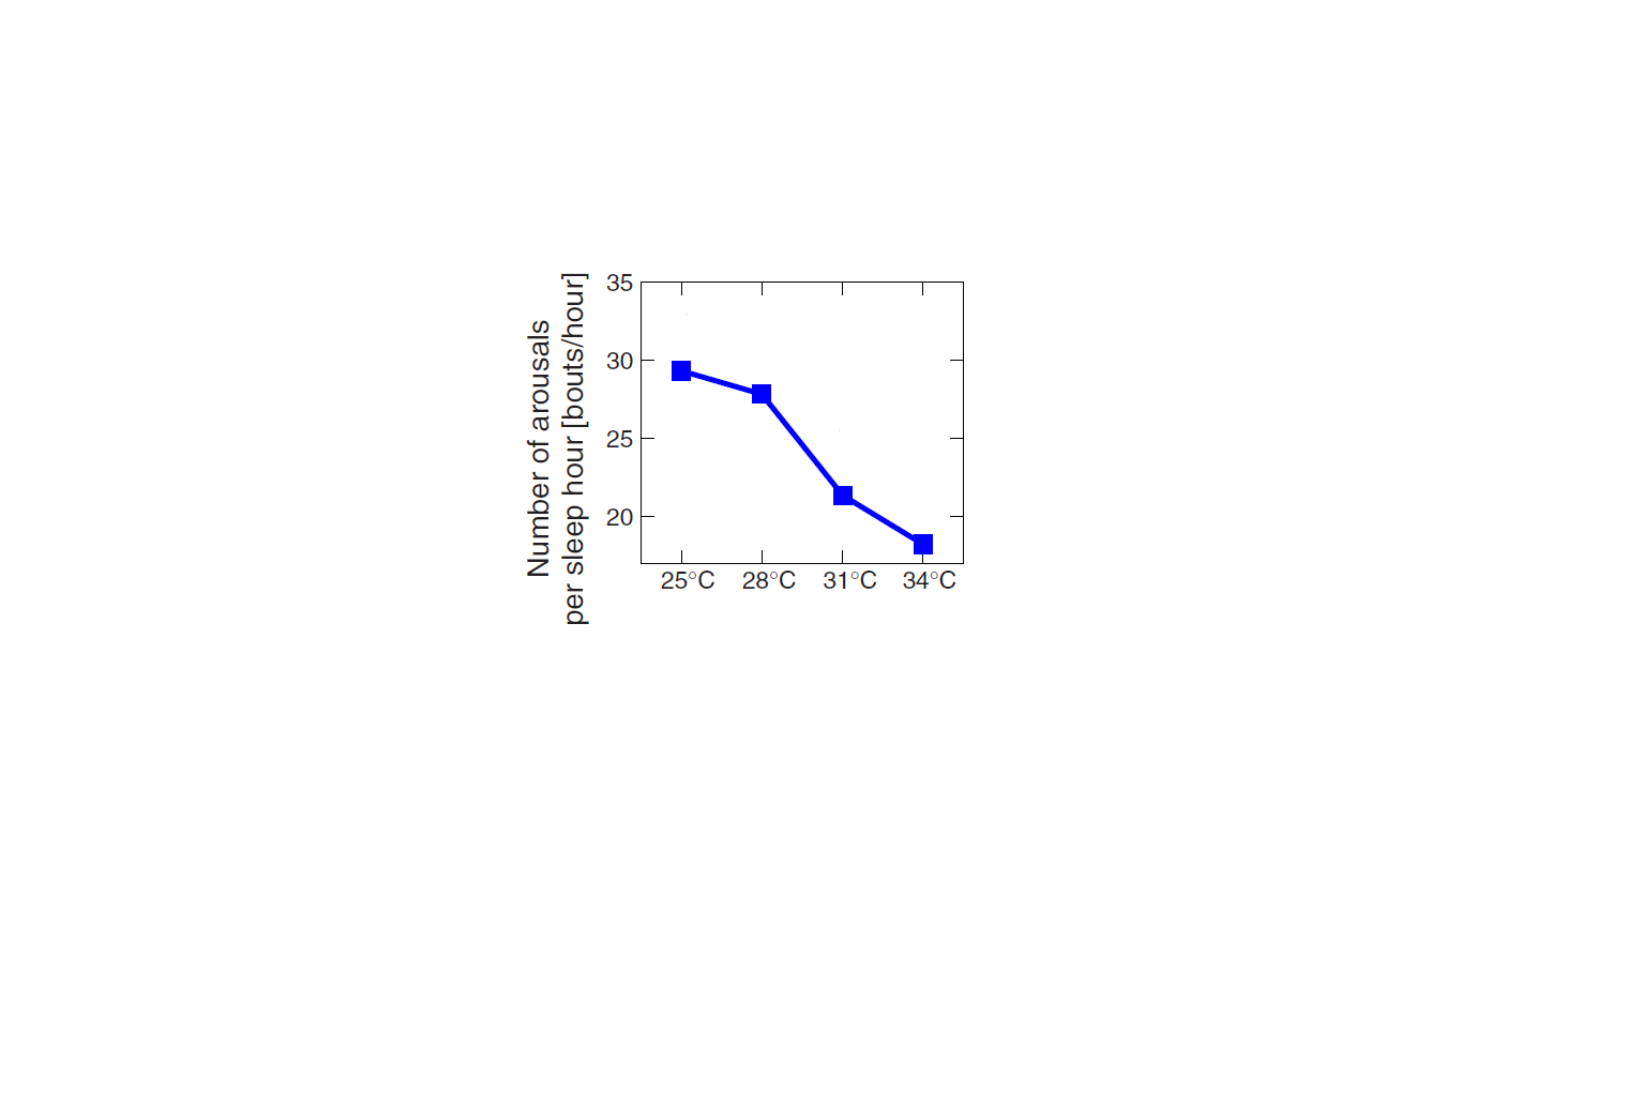 Number of arousals
per sleep hour [bouts/hour]
35
30
25
20
25°C 28°C 31°C 34°C